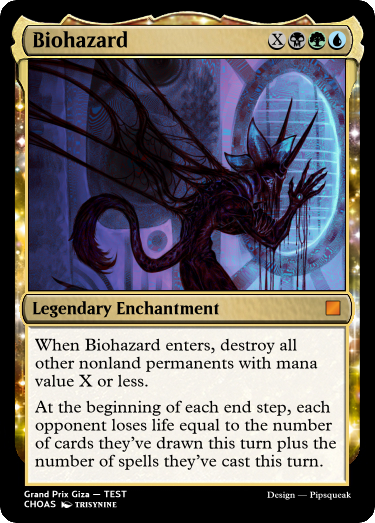 Biohazard X
Legendary Enchantment
When Biohazard enters, destroy all
other nonland permanents with mana
value X or less.
At the beginning of each end step, each
opponent loses life equal to the number
of cards they've drawn this turn plus the
number of spells they've cast this turn.
Grand Prix Giza — TEST
Design — Pipsqueak
CHOAS TRISYNINE